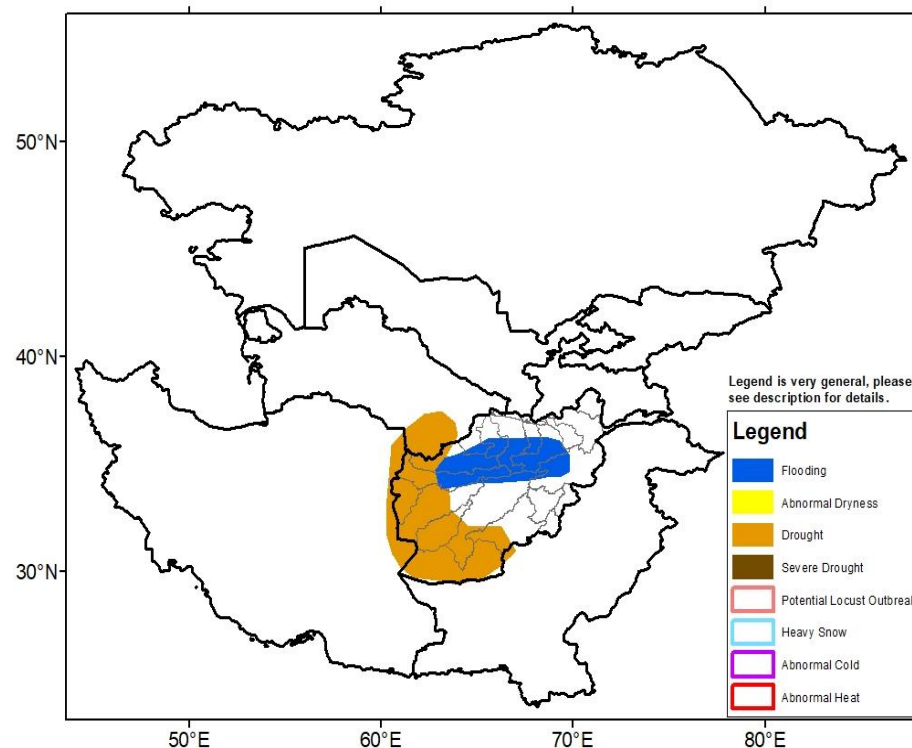 50°N
40°N
30°N
50°E
60°E
70°E
80°E
Legend is very general, please
see description for details.
Legend
Flooding
Abnormal Dryness
Drought
Severe Drought
Potential Locust Outbreak
Heavy Snow
Abnormal Cold
Abnormal Heat